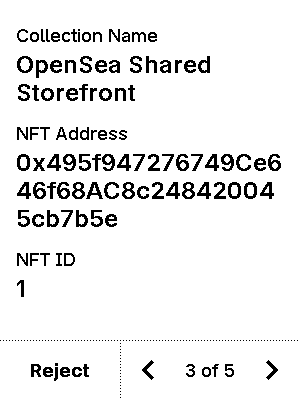 Collection Name
OpenSea Shared
Storefront
NFT Address
0x495f947276749Ce6
46f68AC8c24842004
5cb7b5e
NFT ID
1
Reject
3 of 5